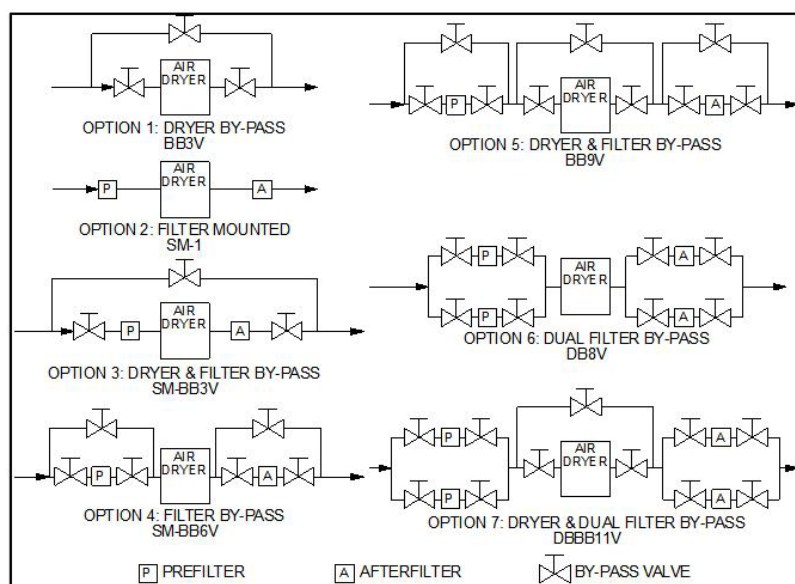 AIR
DRYER
OPTION 1: DRYER BY-PASS
BB3V
P
AIR
DRYER
A
OPTION 2: FILTER MOUNTED
SM-1
P
AIR
DRYER
A
OPTION 3: DRYER & FILTER BY-PASS
SM-BB3V
P
AIR
DRYER
A
OPTION 4: FILTER BY-PASS
SM-BB6V
P
AIR
DRYER
A
OPTION 5: DRYER & FILTER BY-PASS
BB9V
P
A
AIR
DRYER
P
A
OPTION 6: DUAL FILTER BY-PASS
DB8V
P
A
AIR
DRYER
P
A
OPTION 7: DRYER & DUAL FILTER BY-PASS
DBBB11V
P PREFILTER
A AFTERFILTER
BY-PASS VALVE